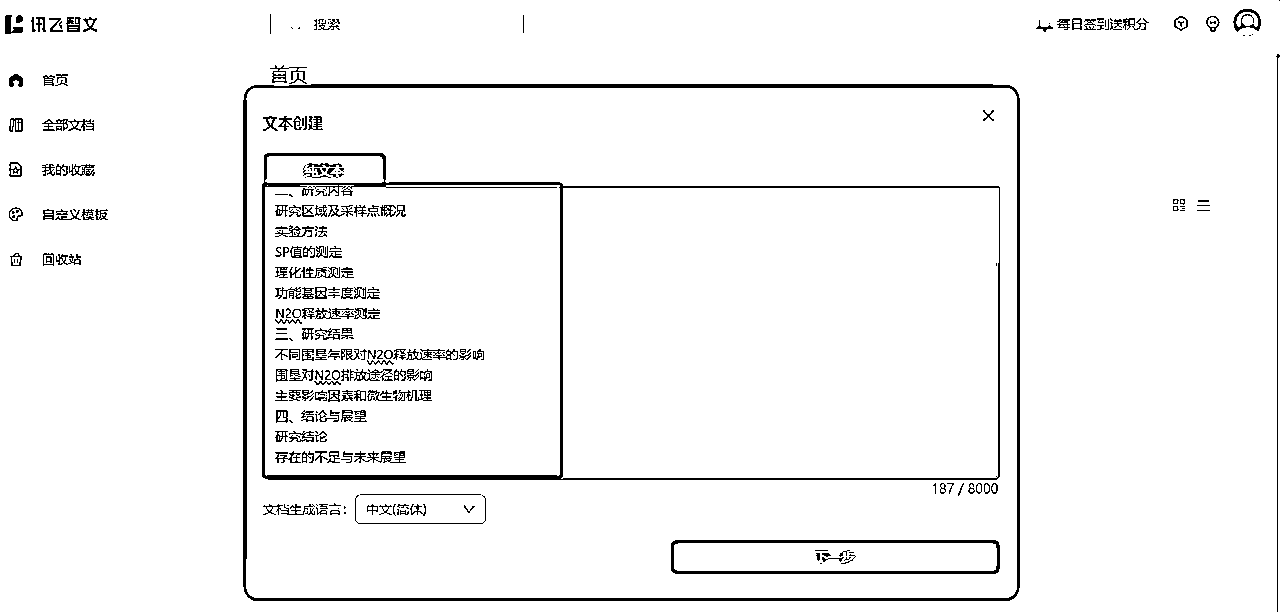 讯飞智文
搜索
每日签到送积分
首页
全部文档
我的收藏
自定义模板
回收站
首页
文本创建
纯文本
二、研究内容
研究区域及采样点概况
实验方法
SP值的测定
理化性质测定
功能基因丰度测定
N2O释放速率测定
三、研究结果
不同围垦年限对N2O释放速率的影响
围垦对N2O排放途径的影响
主要影响因素和微生物机理
四、结论与展望
研究结论
存在的不足与未来展望
187 / 8000
文档生成语言：
中文(简体)
下一步